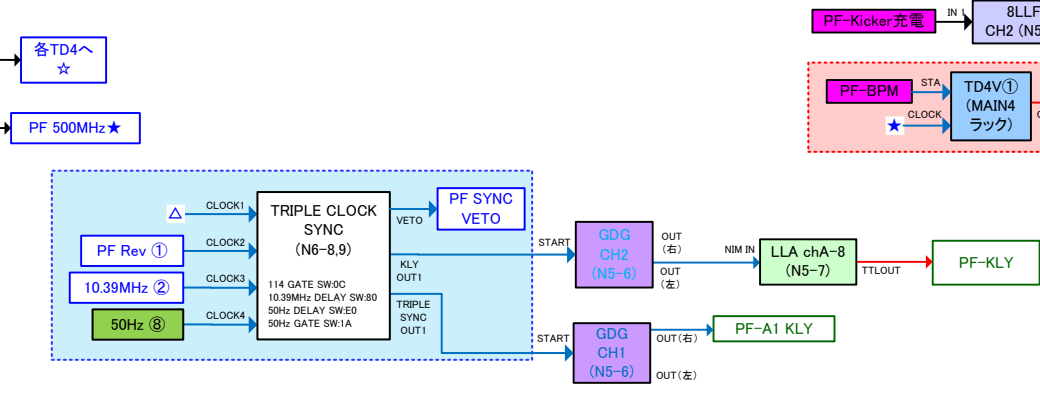 各TD4へ
☆
PF 500MHz★
PF-Kicker充電
IN 1
8LLF
CH2 (N5
PF-BPM
STA
★
CLOCK
TD4V①
(MAIN4
ラック)
△
CLOCK1
PF Rev ①
CLOCK2
10.39MHz ②
CLOCK3
50Hz ⑧
CLOCK4
TRIPLE CLOCK
SYNC
(N6-8,9)
114 GATE SW:0C
10.39MHz DELAY SW:80
50Hz DELAY SW:E0
50Hz GATE SW:1A
VETO
PF SYNC
VETO
KLY
OUT1
TRIPLE
SYNC
OUT1
START
GDG
CH2
(N5-6)
OUT
(右)
OUT
(左)
NIM IN
LLA chA-8
(N5-7)
TTLOUT
PF-KLY
START
GDG
CH1
(N5-6)
OUT(右)
OUT(左)
PF-A1 KLY